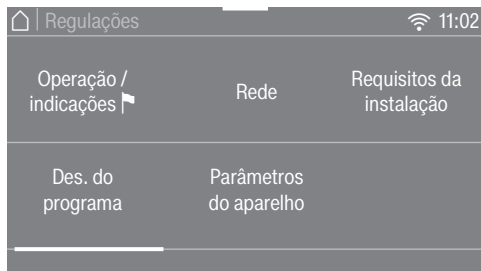 Regulações
11:02
Operação /
indicações
Rede
Requisitos da
instalação
Des. do
programa
Parâmetros
do aparelho